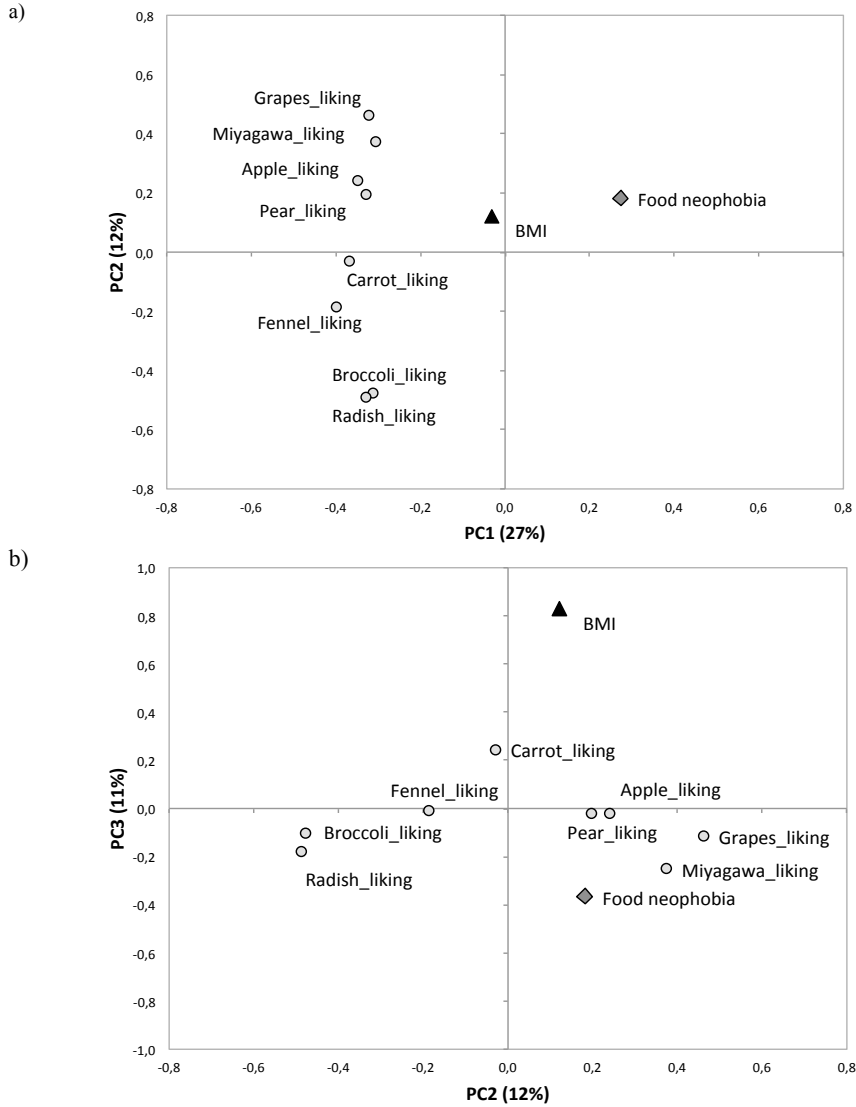 a)
0,8
0,6
Grapes_liking
0,4
Miyagawa_liking
Apple_liking
0,2
Pear_liking
Food neophobia
BMI
PC2 (12%)
0,0
Carrot_liking
-0,2
Fennel_liking
-0,4
Broccoli_liking
Radish_liking
-0,6
-0,8
-0,8 -0,6 -0,4 -0,2 0,0 0,2 0,4 0,6 0,8
PC1 (27%)
b)
1,0
0,8
BMI
0,6
0,4
0,2
Carrot_liking
Fennel_liking
Apple_liking
PC3 (11%)
0,0
Broccoli_liking
Pear_liking
Grapes_liking
-0,2
Radish_liking
Miyagawa_liking
-0,4
Food neophobia
-0,6
-0,8
-1,0
-0,8 -0,6 -0,4 -0,2 0,0 0,2 0,4 0,6 0,8
PC2 (12%)